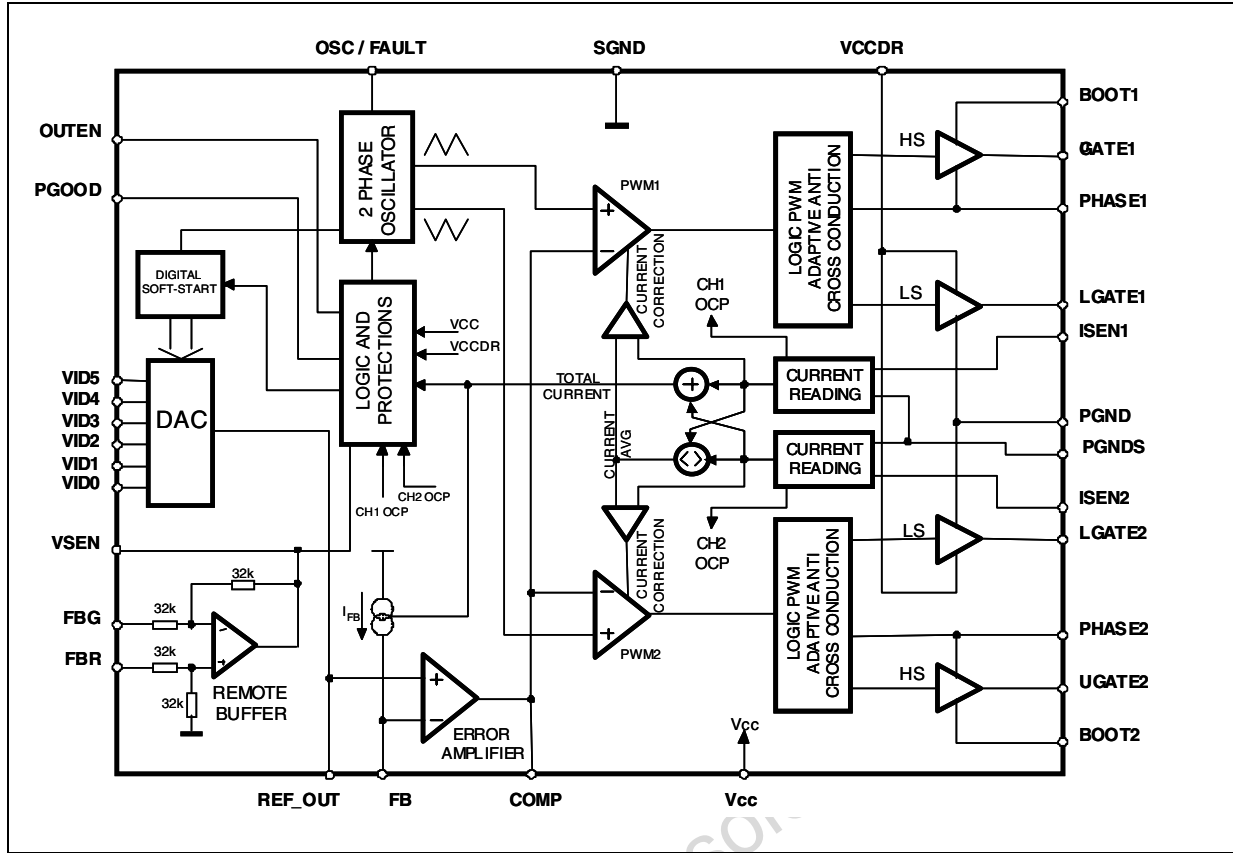 OSC / FAULT
SGND
VCCDR
OUTEN
PGOOD
2 PHASE
OSCILLATOR
DIGITAL
SOFT-START
LOGIC AND
PROTECTIONS
VCC
VCCDR
TOTAL
CURRENT
CH1 OCP
CH2 OCP
VID5
VID4
VID3
VID2
VID1
VID0
DAC
VSEN
FBG
FBR
32k
32k
32k
32k
REMOTE
BUFFER
IFB
ERROR
AMPLIFIER
PWM1
CURRENT
CORRECTION
CURRENT
AVG
CURRENT
CORRECTION
PWM2
CH1
OCP
CH2
OCP
CURRENT
READING
CURRENT
READING
LOGIC PWM
ADAPTIVE ANTI
CROSS CONDUCTION
LOGIC PWM
ADAPTIVE ANTI
CROSS CONDUCTION
HS
LS
LS
HS
BOOT1
GATE1
PHASE1
LGATE1
ISEN1
PGND
PGNDS
ISEN2
LGATE2
PHASE2
UGATE2
BOOT2
Vcc
REF_OUT
FB
COMP
Vcc